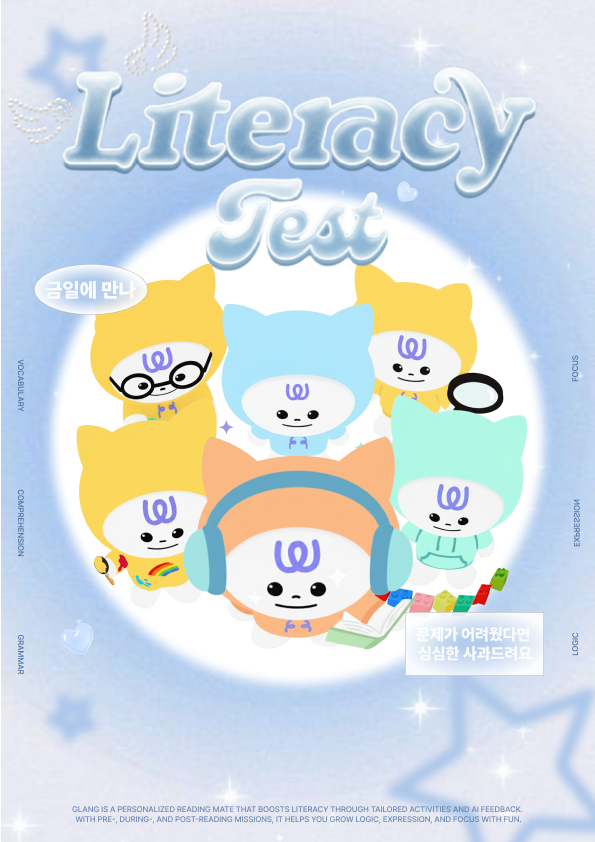 Literacy
Test
금일에 만나
VOCABULARY
COMPREHENSION
GRAMMAR
FOCUS
EXPRESSION
LOGIC
문제가 어려웠다면
심심한 사과드려요
GLANG IS A PERSONALIZED READING MATE THAT BOOSTS LITERACY THROUGH TAILORED ACTIVITIES AND AI FEEDBACK.
WITH PRE-, DURING-, AND POST-READING MISSIONS, IT HELPS YOU GROW LOGIC, EXPRESSION, AND FOCUS WITH FUN.